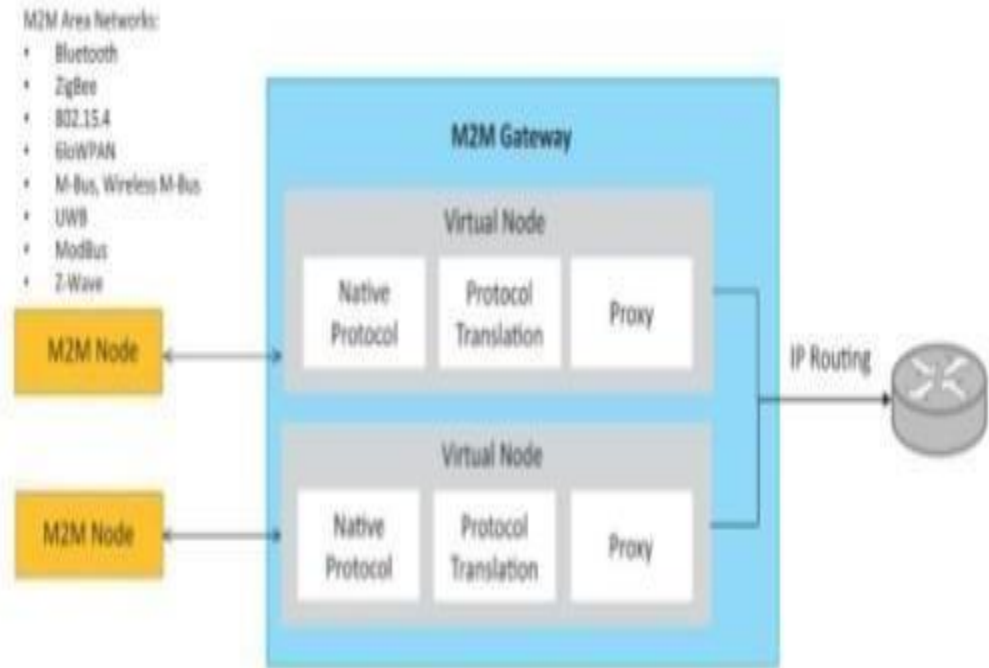 M2M Area Networks:
• Bluetooth
• ZigBee
• 802.15.4
• 6loWPAN
• M-Bus, Wireless M-Bus
• UWB
• ModBus
• Z-Wave
M2M Gateway
Virtual Node
Native
Protocol
Protocol
Translation
Proxy
M2M Node
IP Routing
Virtual Node
Native
Protocol
Protocol
Translation
Proxy
M2M Node